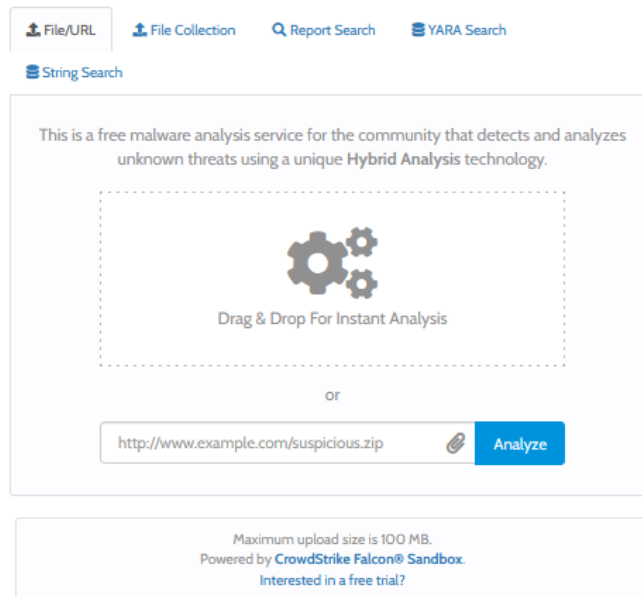 File/URL File Collection Report Search YARA Search
String Search
This is a free malware analysis service for the community that detects and analyzes
unknown threats using a unique Hybrid Analysis technology.
Drag & Drop For Instant Analysis
or
http://www.example.com/suspicious.zip Analyze
Maximum upload size is 100 MB.
Powered by CrowdStrike Falcon® Sandbox.
Interested in a free trial?